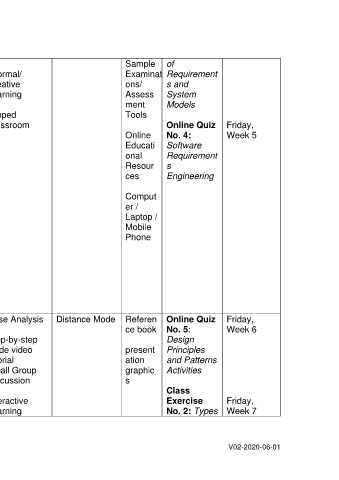 Sample
Examinat
ons/
Assess
ment
Tools
Online
Educati
onal
Resour
ces
Comput
er /
Laptop /
Mobile
Phone
of
Requirement
s and
System
Models
Online Quiz
No. 4:
Software
Requirement
s
Engineering
Friday,
Week 5
ormal/
eative
arning
ped
ssroom
se Analysis
p-by-step
de video
orial
all Group
cussion
eractive
arning
Distance Mode
Referen
ce book
present
ation
graphic
s
Online Quiz
No. 5:
Design
Principles
and Patterns
Activities
Class
Exercise
No. 2: Types
Friday,
Week 6
Friday,
Week 7
V02-2020-06-01